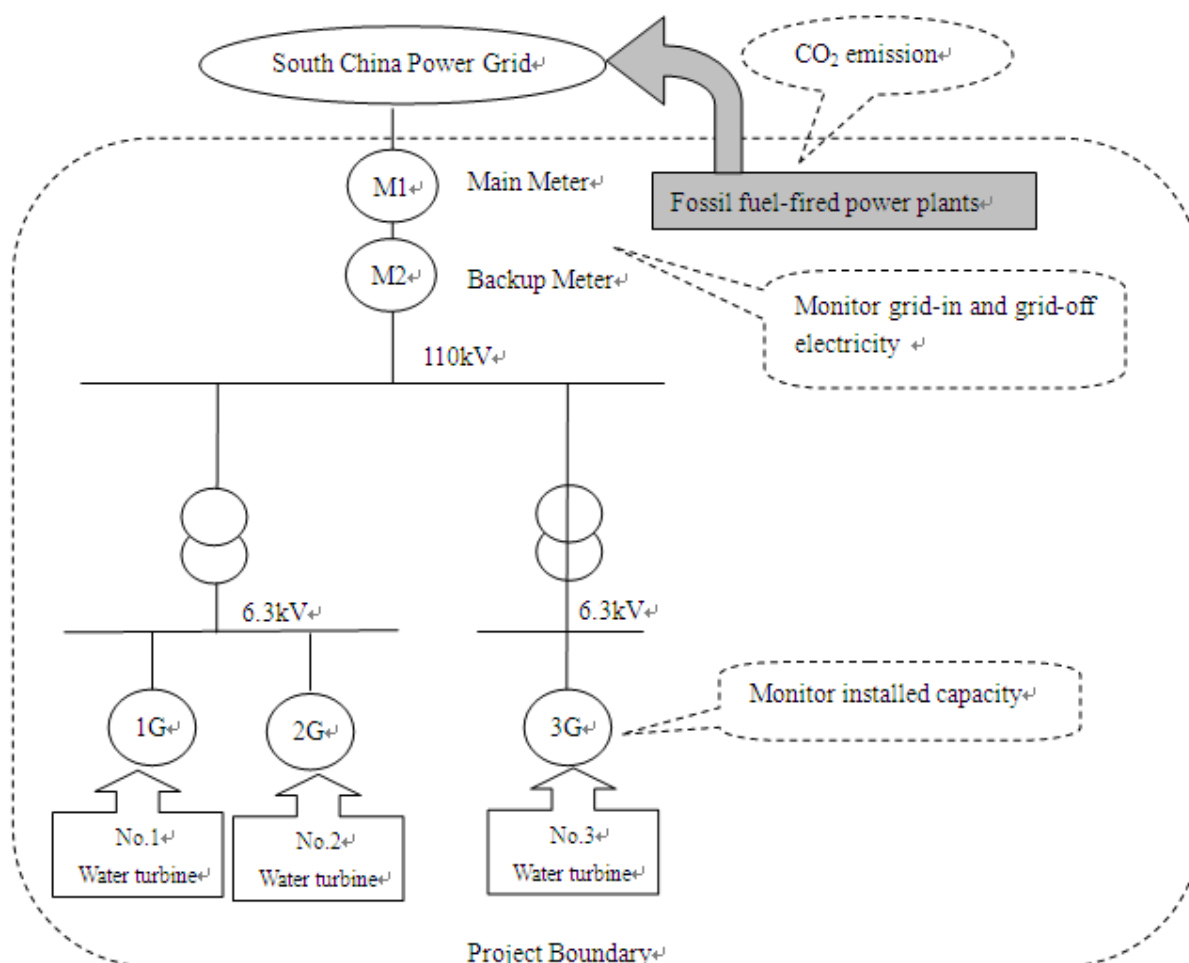 South China Power Grid↵
CO₂ emission↵
M1↵
Main Meter↵
Fossil fuel-fired power plants↵
M2↵
Backup Meter↵
Monitor grid-in and grid-off
electricity ↵
110kV↵
6.3kV↵
6.3kV↵
1G↵
2G↵
3G↵
Monitor installed capacity↵
No.1↵
Water turbine↵
No.2↵
Water turbine↵
No.3↵
Water turbine↵
Project Boundary↵